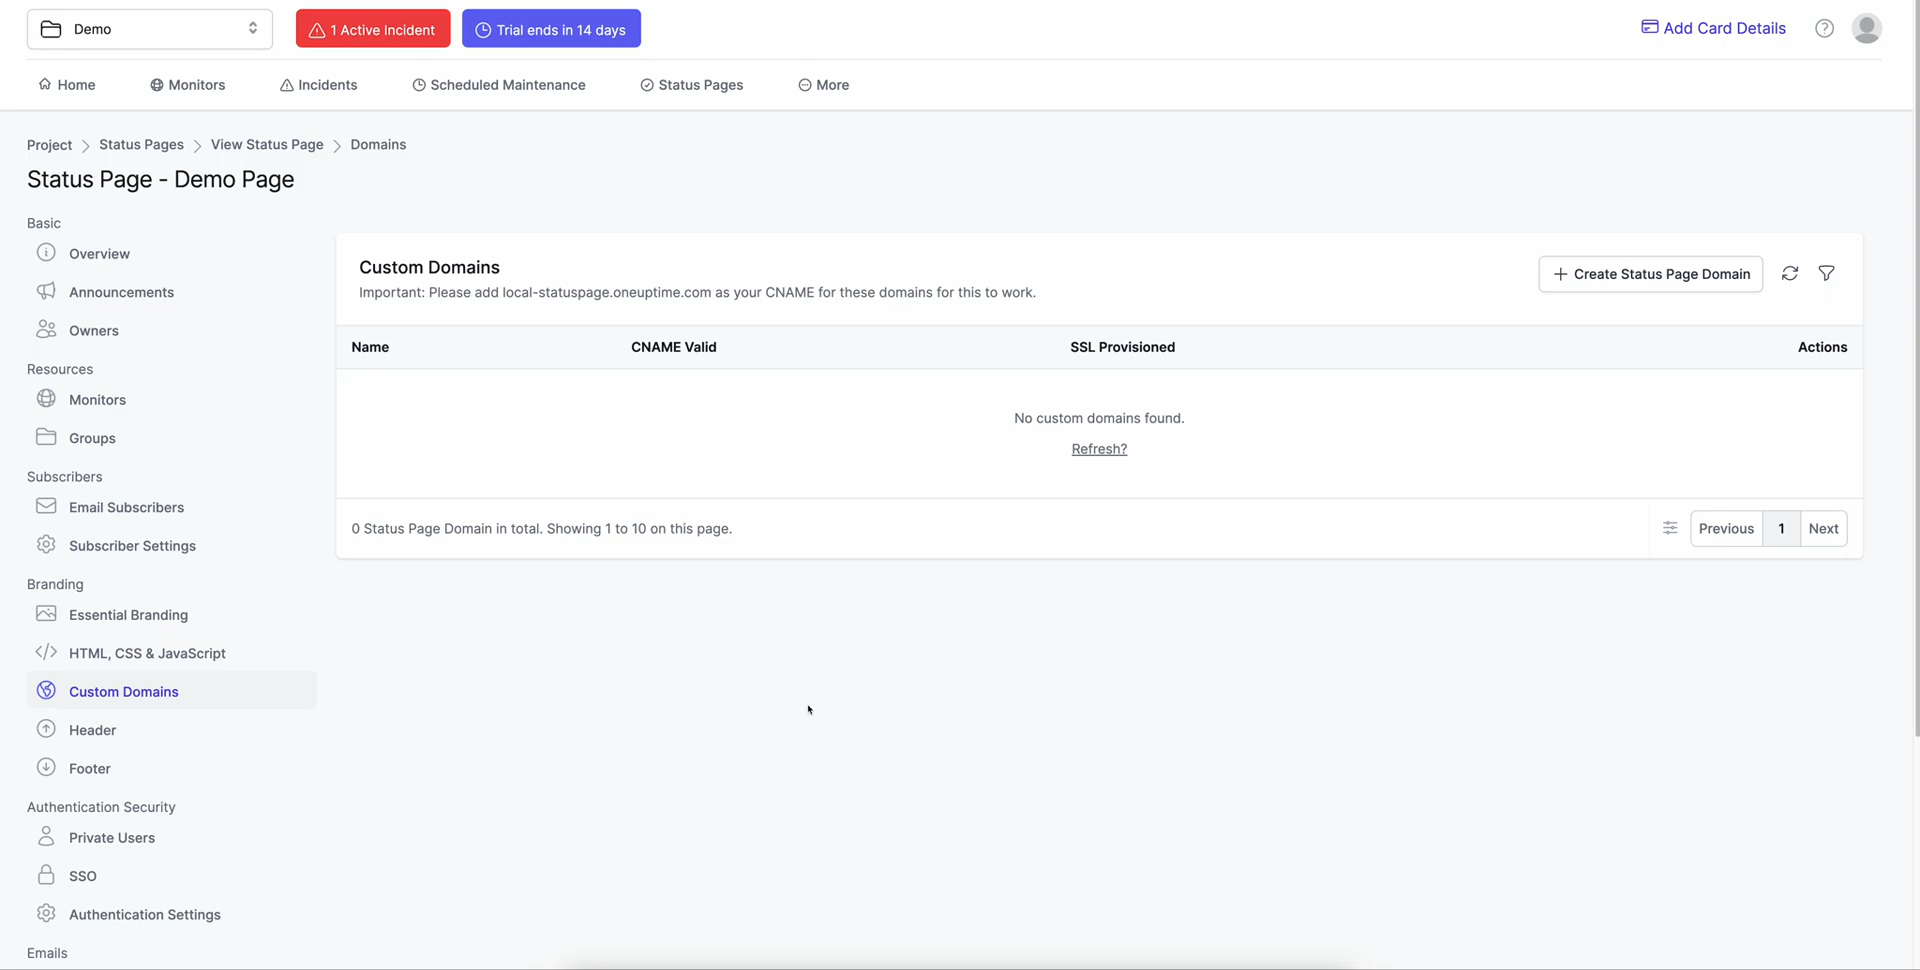 Demo
1 Active Incident
Trial ends in 14 days
Add Card Details
Home
Monitors
Incidents
Scheduled Maintenance
Status Pages
More
Project
Status Pages
View Status Page
Domains
Status Page - Demo Page
Basic
Overview
Announcements
Owners
Resources
Monitors
Groups
Subscribers
Email Subscribers
Subscriber Settings
Branding
Essential Branding
HTML, CSS & JavaScript
Custom Domains
Header
Footer
Authentication Security
Private Users
SSO
Authentication Settings
Emails
Custom Domains
Important: Please add local-statuspage.oneuptime.com as your CNAME for these domains for this to work.
Create Status Page Domain
Name
CNAME Valid
SSL Provisioned
Actions
No custom domains found.
Refresh?
0 Status Page Domain in total. Showing 1 to 10 on this page.
Previous
1
Next